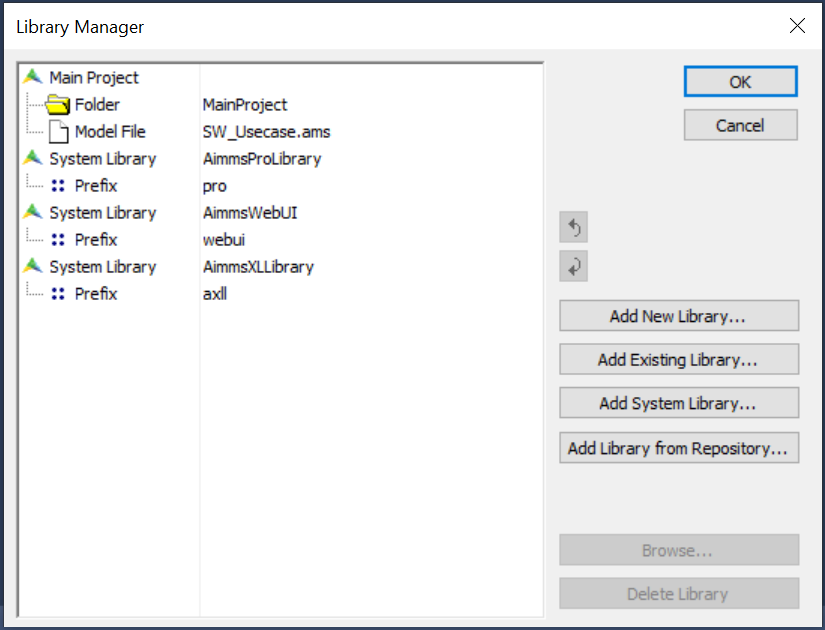 Library Manager
Main Project
Folder MainProject
Model File SW_Usecase.ams
System Library AimmsProLibrary
Prefix pro
System Library AimmsWebUI
Prefix webui
System Library AimmsXLLibrary
Prefix axll
OK
Cancel
Add New Library...
Add Existing Library...
Add System Library...
Add Library from Repository...
Browse...
Delete Library